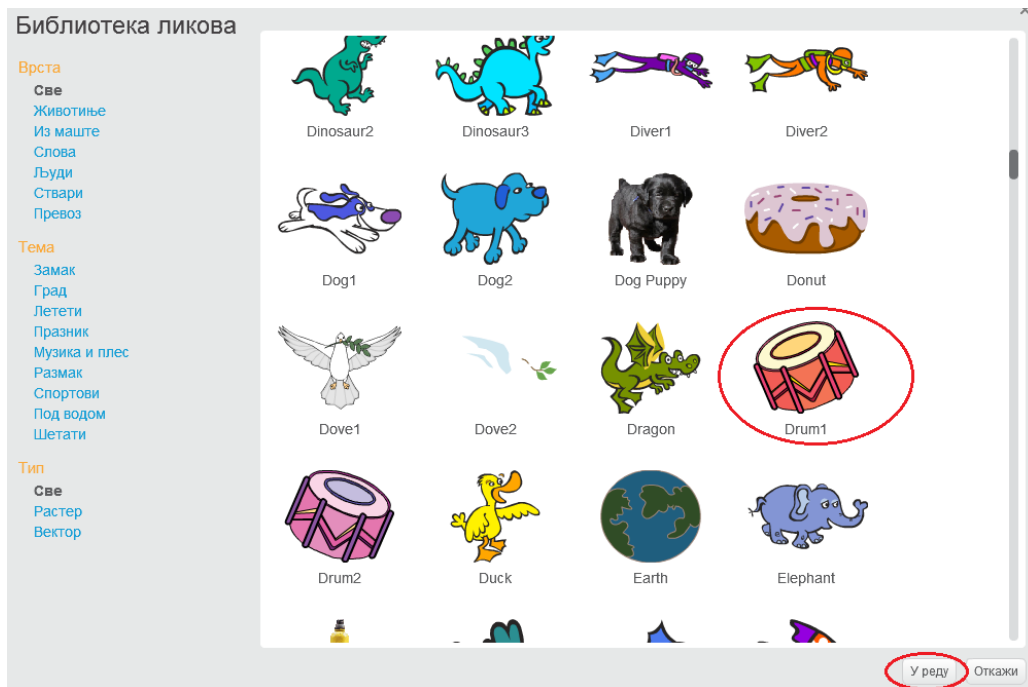 Библиотека ликова
Врста
Све
Животиње
Из маште
Слова
Људи
Ствари
Превоз
Тема
Замак
Град
Летети
Празник
Музика и плес
Размак
Спортови
Под водом
Шетати
Тип
Све
Растер
Вектор
Dinosaur2 Dinosaur3 Diver1 Diver2
Dog1 Dog2 Dog Puppy Donut
Dove1 Dove2 Dragon Drum1
Drum2 Duck Earth Elephant
У реду Откажи